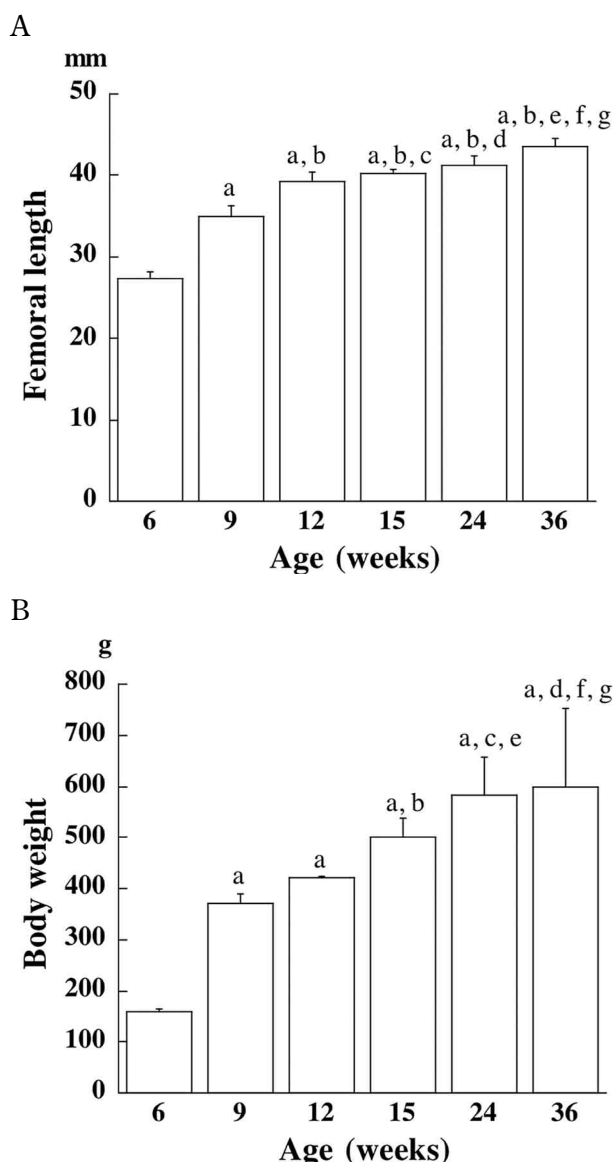 A
mm
50
a, b, e, f, g
a, b, d
a, b, c
a, b
a
40
30
20
10
0
Femoral length
6 9 12 15 24 36
Age (weeks)
B
g
800
a, d, f, g
700
a, c, e
600
a, b
500
a
a
400
300
200
100
0
Body weight
6 9 12 15 24 36
Age (weeks)